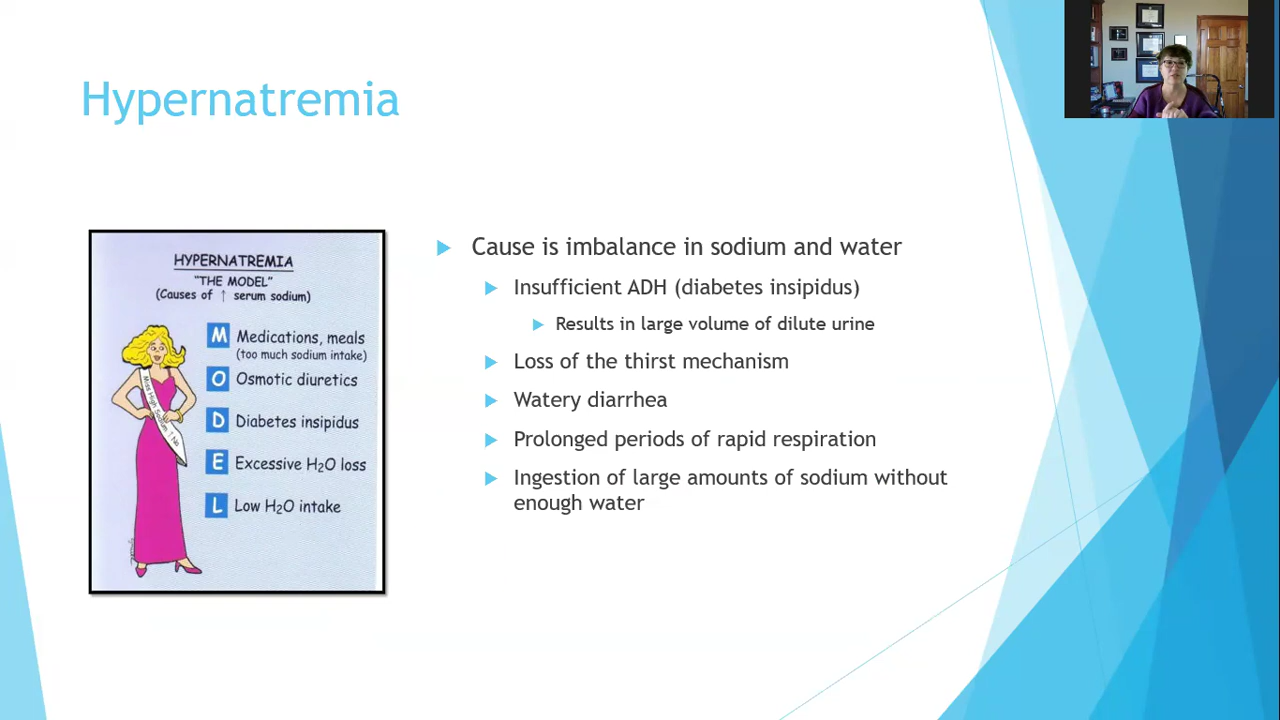 Hypernatremia
HYPERNATREMIA
"THE MODEL"
(Causes of ↑ serum sodium)
M Medications, meals
(too much sodium intake)
O Osmotic diuretics
D Diabetes insipidus
E Excessive H₂O loss
L Low H₂O intake
Miss High Sodium
Cause is imbalance in sodium and water
Insufficient ADH (diabetes insipidus)
Results in large volume of dilute urine
Loss of the thirst mechanism
Watery diarrhea
Prolonged periods of rapid respiration
Ingestion of large amounts of sodium without
enough water